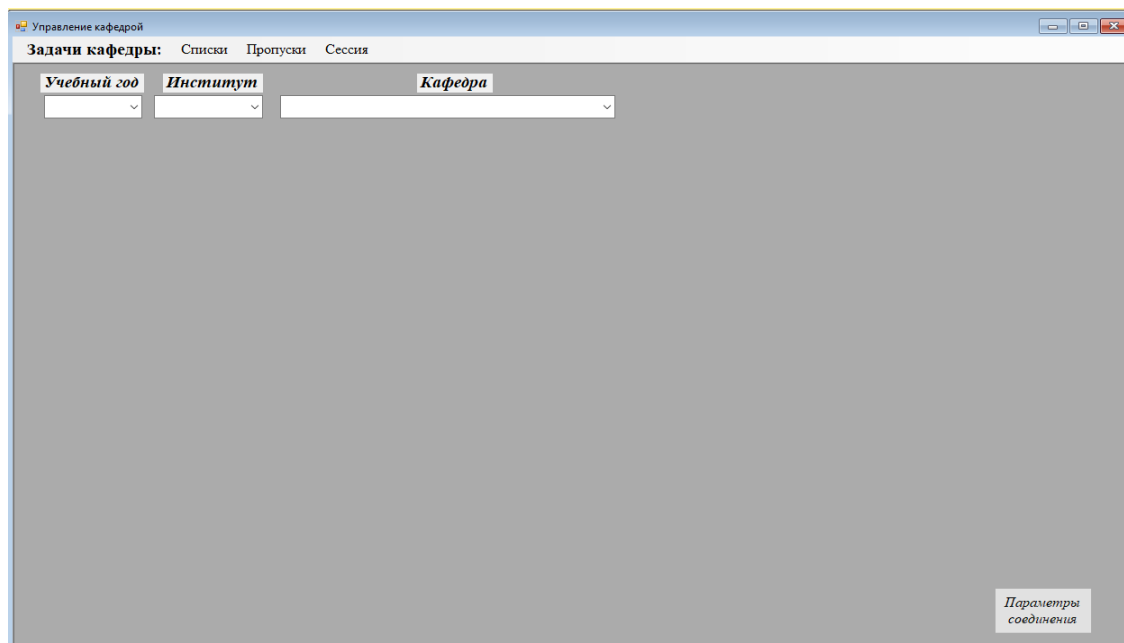 Управление кафедрой
Задачи кафедры: Списки Пропуски Сессия
Учебный год Институт Кафедра
Параметры
соединения